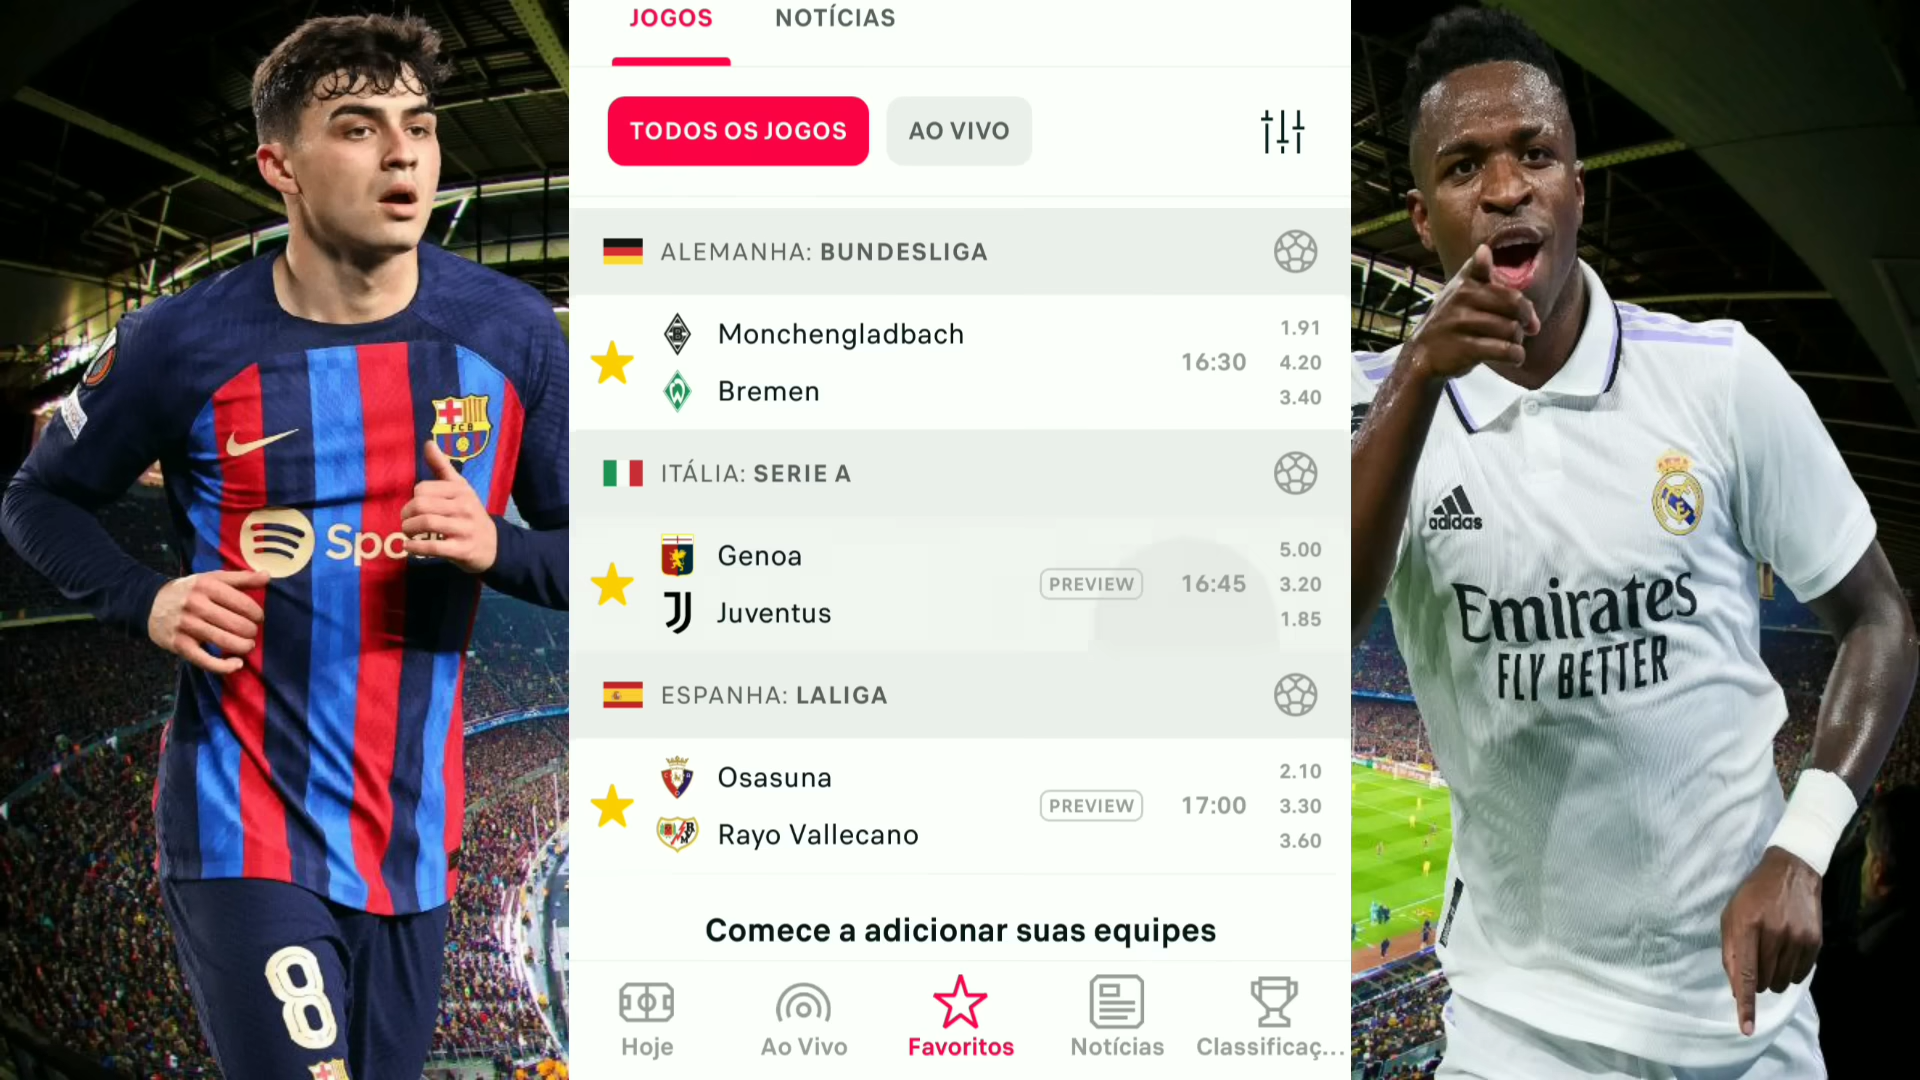 JOGOS NOTÍCIAS
TODOS OS JOGOS AO VIVO
ALEMANHA: BUNDESLIGA
Monchengladbach
Bremen
16:30
1.91
4.20
3.40
ITÁLIA: SERIE A
Genoa
Juventus
PREVIEW
16:45
5.00
3.20
1.85
ESPANHA: LALIGA
Osasuna
Rayo Vallecano
PREVIEW
17:00
2.10
3.30
3.60
Comece a adicionar suas equipes
Hoje Ao Vivo Favoritos Notícias Classificaç...
FCB
Spo
8
adidas
Emirates
FLY BETTER